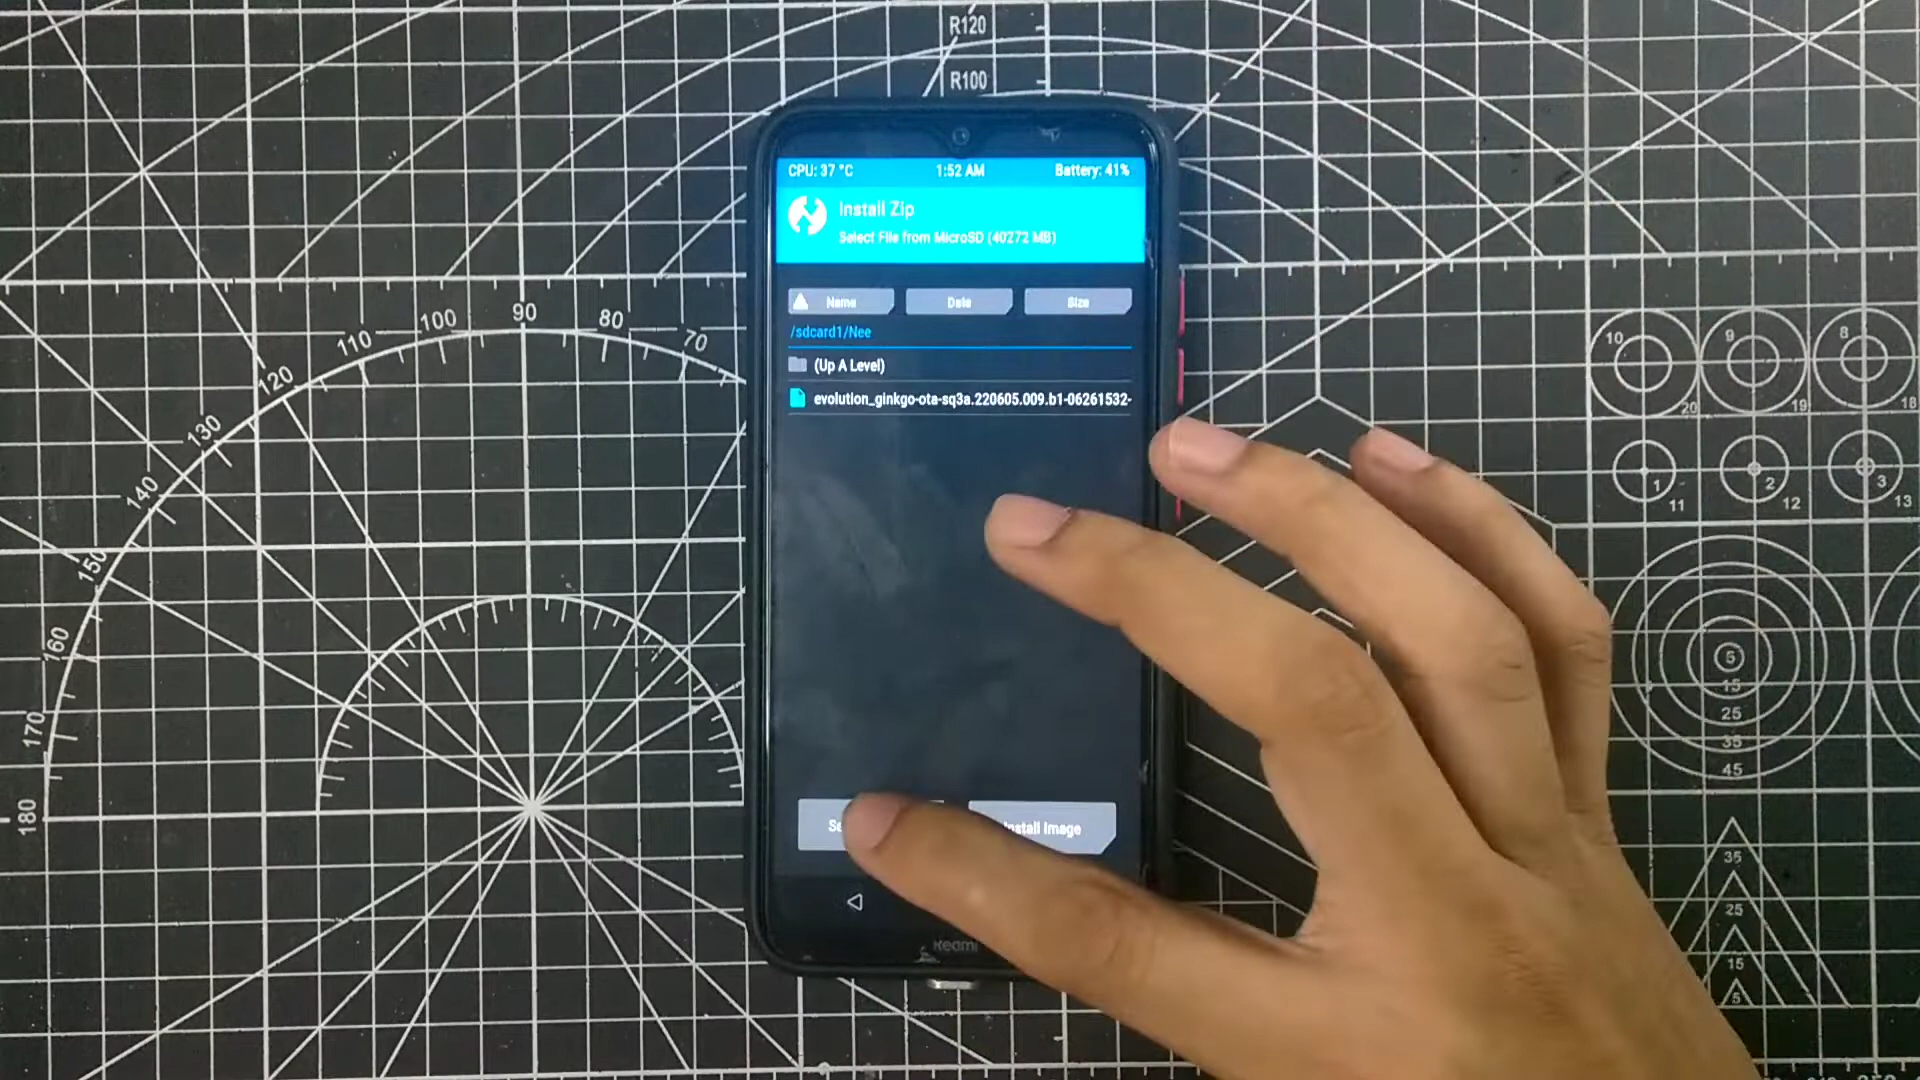 R120
R100
CPU: 37 °C 1:52 AM Battery: 41%
Install Zip
Select File from MicroSD (40272 MB)
Name Date Size
/sdcard1/Nee
(Up A Level)
evolution_ginkgo-ota-sq3a.220605.009.b1-06261532-
Install Image
Redmi
180
170
160
150
140
130
120
110
100
90
80
70
10 9 8
20 19 18
1 2 3
11 12 13
5
15
25
35
45
35
25
15
5